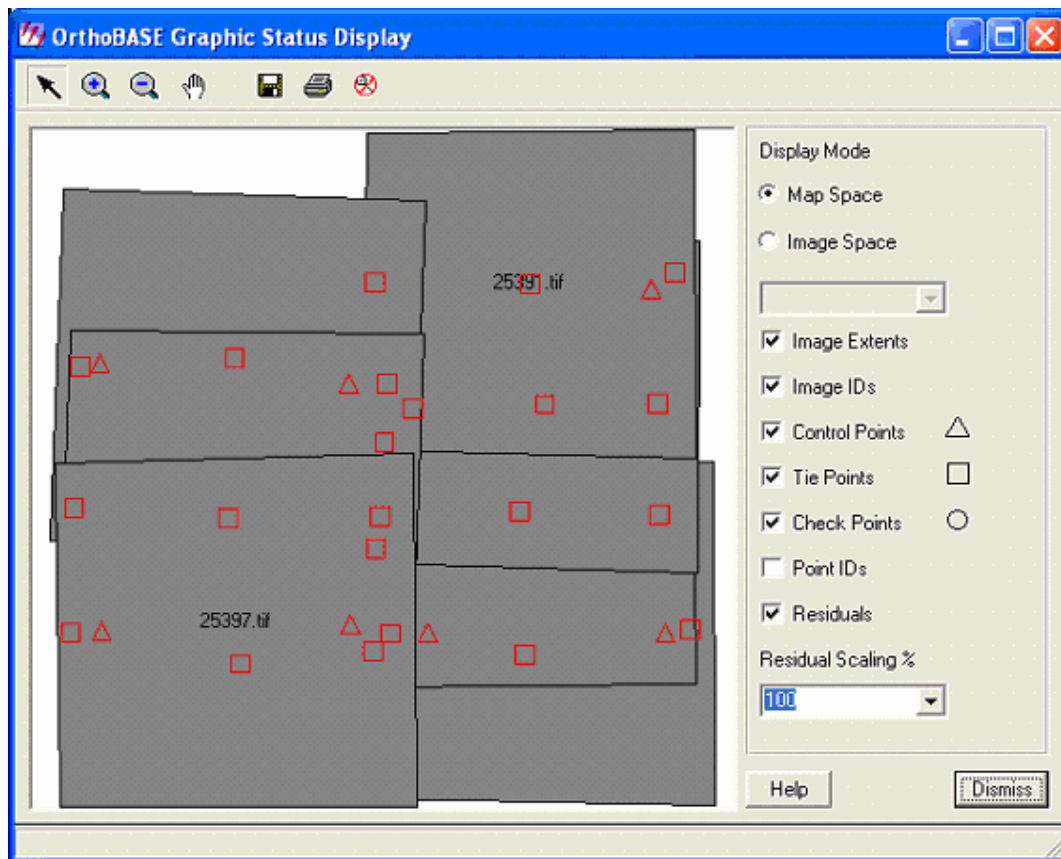 OrthoBASE Graphic Status Display
Display Mode
Map Space
Image Space
Image Extents
Image IDs
Control Points
Tie Points
Check Points
Point IDs
Residuals
Residual Scaling %
100
Help
Dismiss
25397.tif